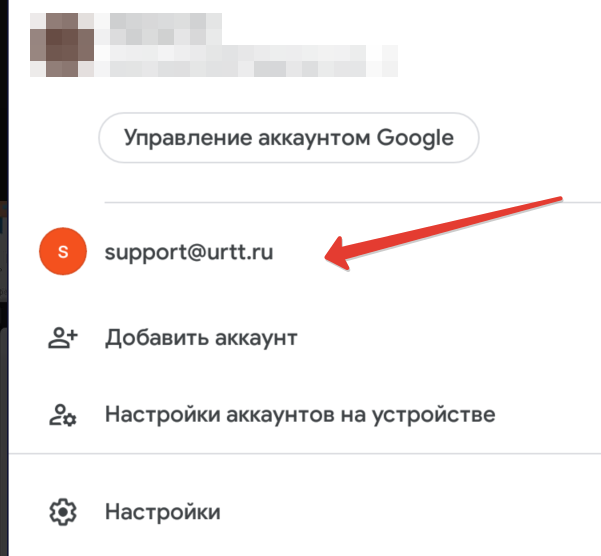 Управление аккаунтом Google
s
support@urtt.ru
Добавить аккаунт
Настройки аккаунтов на устройстве
Настройки